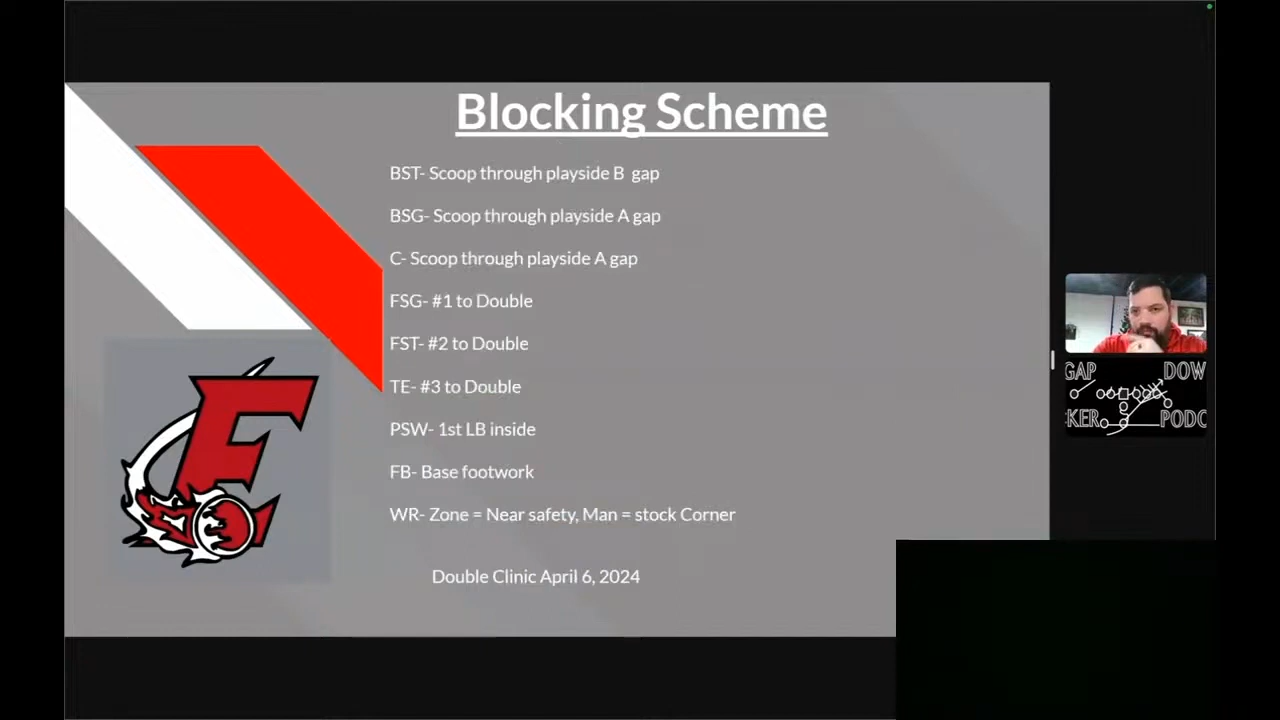 Blocking Scheme
BST- Scoop through playside B gap
BSG- Scoop through playside A gap
C- Scoop through playside A gap
FSG- #1 to Double
FST- #2 to Double
TE- #3 to Double
PSW- 1st LB inside
FB- Base footwork
WR- Zone = Near safety, Man = stock Corner
Double Clinic April 6, 2024
E
GAP DOW
KER PODC